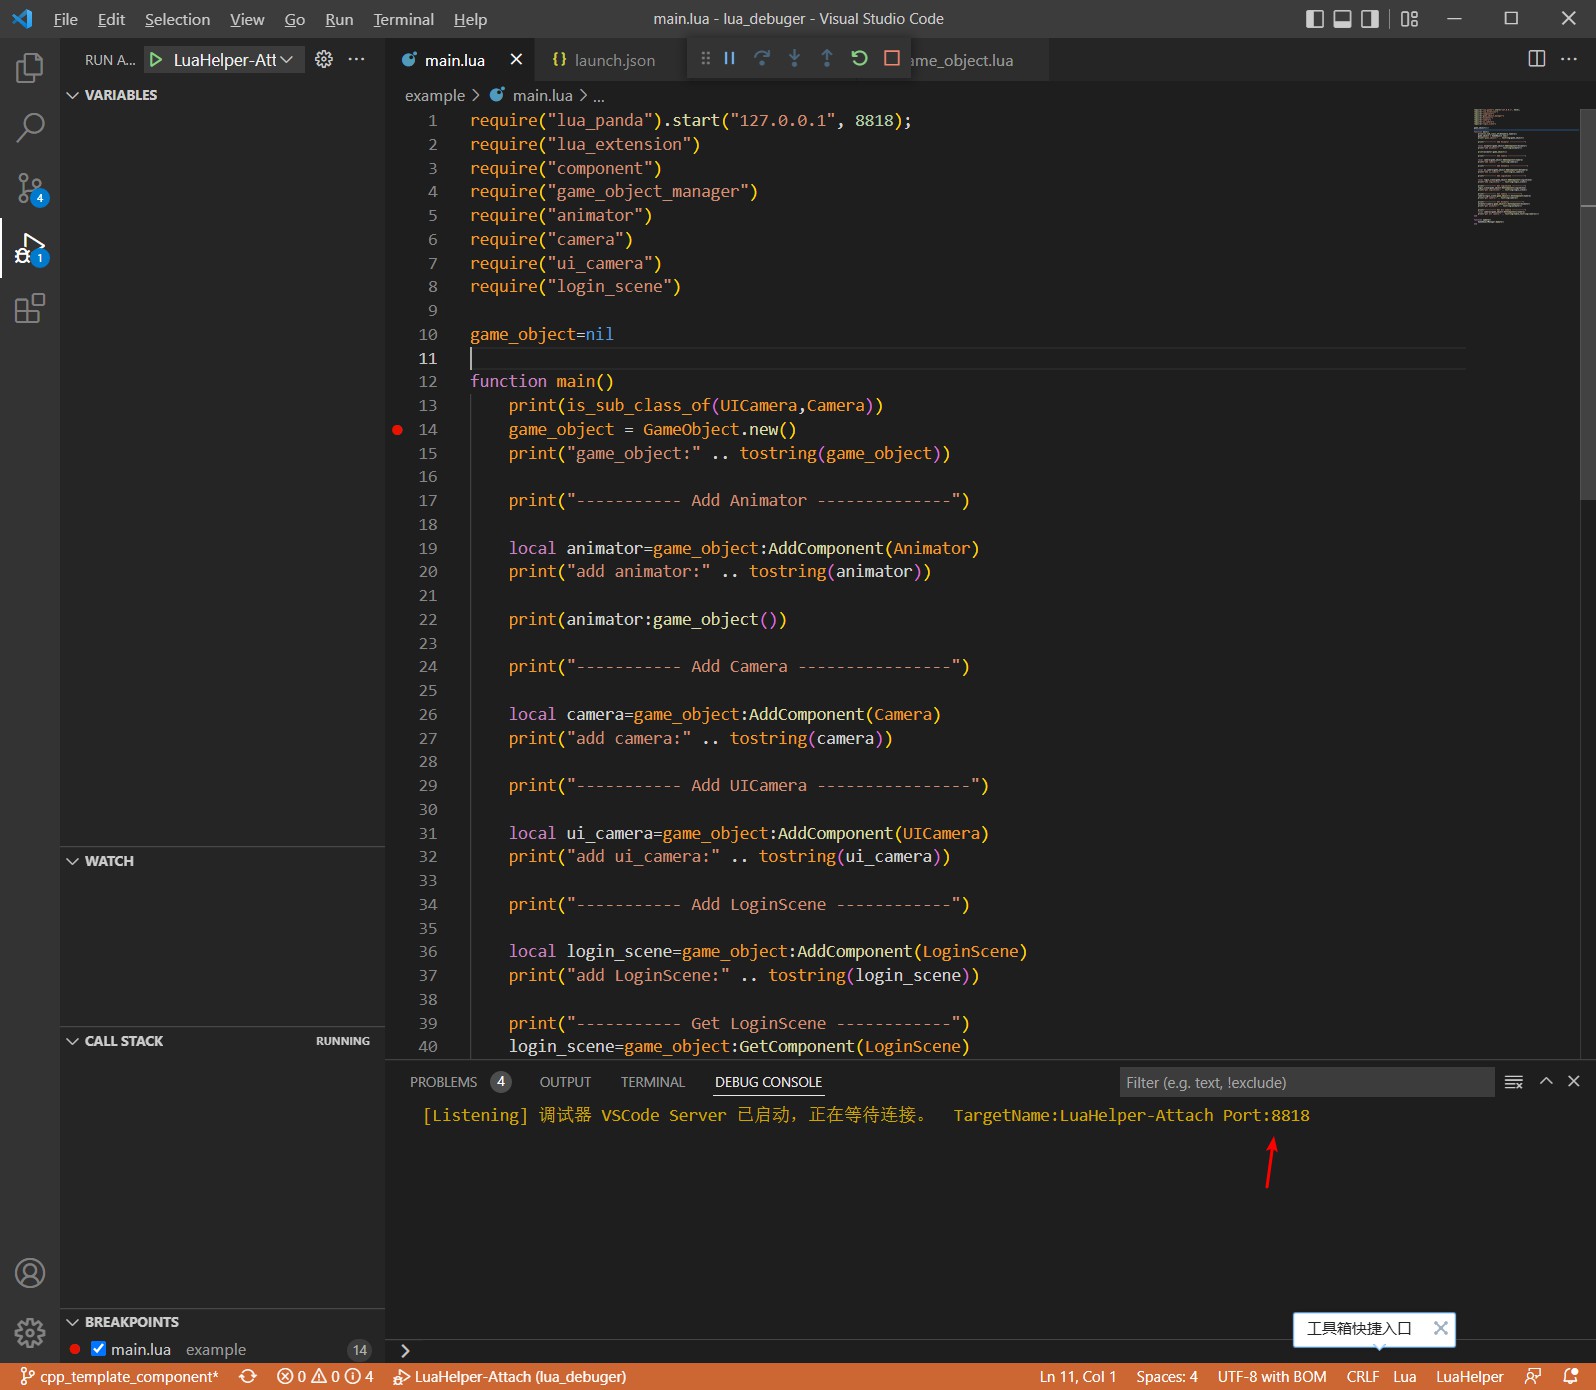 File Edit Selection View Go Run Terminal Help
main.lua - lua_debuger - Visual Studio Code
RUN A... LuaHelper-Att
main.lua
launch.json
ame_object.lua
VARIABLES
example > main.lua > ...
1 require("lua_panda").start("127.0.0.1", 8818);
2 require("lua_extension")
3 require("component")
4 require("game_object_manager")
5 require("animator")
6 require("camera")
7 require("ui_camera")
8 require("login_scene")
9
10 game_object=nil
11
12 function main()
13 print(is_sub_class_of(UICamera,Camera))
14 game_object = GameObject.new()
15 print("game_object:" .. tostring(game_object))
16
17 print("----------- Add Animator --------------")
18
19 local animator=game_object:AddComponent(Animator)
20 print("add animator:" .. tostring(animator))
21
22 print(animator:game_object())
23
24 print("----------- Add Camera ----------------")
25
26 local camera=game_object:AddComponent(Camera)
27 print("add camera:" .. tostring(camera))
28
29 print("----------- Add UICamera ----------------")
30
31 local ui_camera=game_object:AddComponent(UICamera)
32 print("add ui_camera:" .. tostring(ui_camera))
33
34 print("----------- Add LoginScene ------------")
35
36 local login_scene=game_object:AddComponent(LoginScene)
37 print("add LoginScene:" .. tostring(login_scene))
38
39 print("----------- Get LoginScene ------------")
40 login_scene=game_object:GetComponent(LoginScene)
4
1
WATCH
CALL STACK RUNNING
PROBLEMS 4 OUTPUT TERMINAL DEBUG CONSOLE
Filter (e.g. text, !exclude)
[Listening] 调试器 VSCode Server 已启动，正在等待连接。 TargetName:LuaHelper-Attach Port:8818
BREAKPOINTS
main.lua example 14
工具箱快捷入口
cpp_template_component* 0 0 4 LuaHelper-Attach (lua_debuger)
Ln 11, Col 1 Spaces: 4 UTF-8 with BOM CRLF Lua LuaHelper